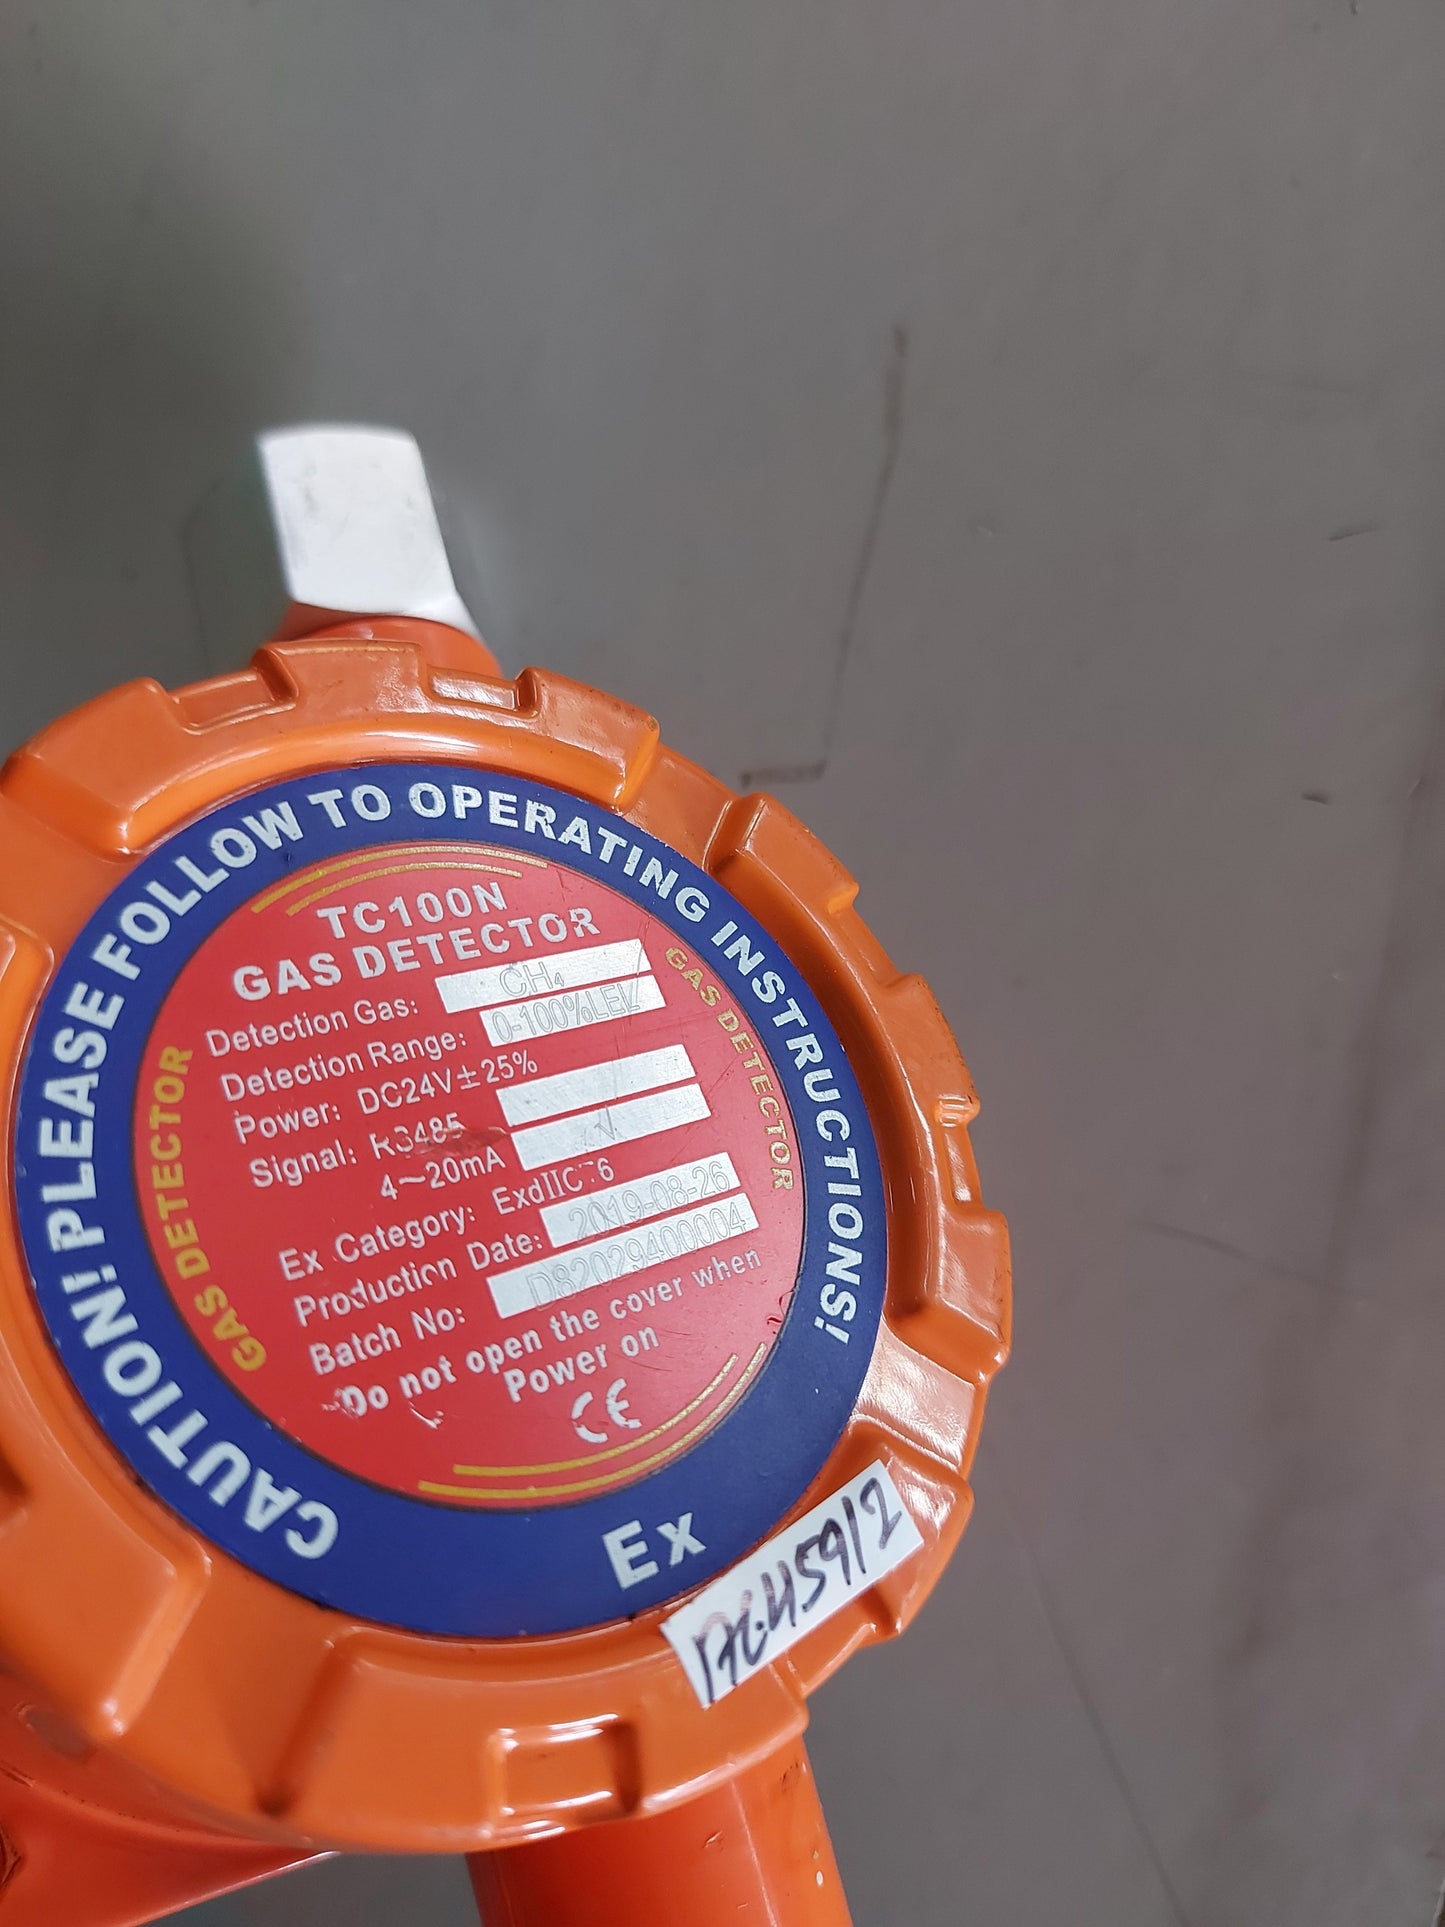 CAUTION! PLEASE FOLLOW TO OPERATING INSTRUCTIONS!
TC100N
GAS DETECTOR
Detection Gas: CH₄
Detection Range: 0-100%LEL
Power: DC24V±25%
Signal: RS485
4~20mA √
Ex Category: ExdIICT6
Production Date: 2019-08-26
Batch No: D82029400004
Do not open the cover when
Power on
CE
GAS DETECTOR
GAS DETECTOR
Ex
45912